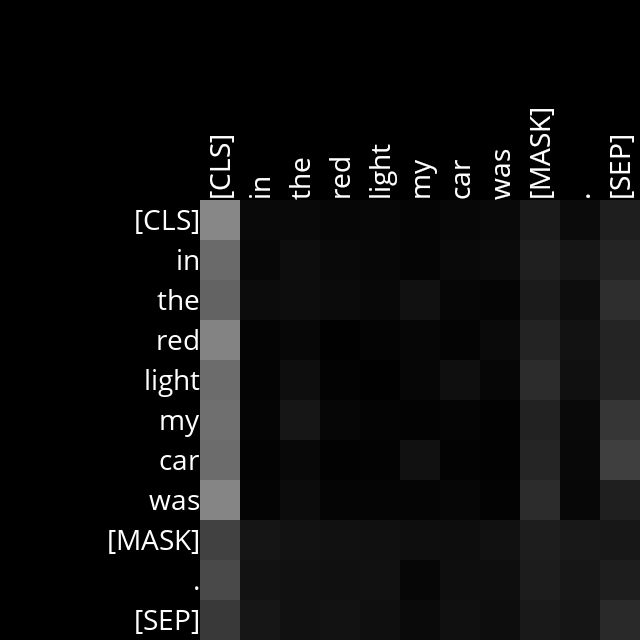 [CLS] in the red light my car was [MASK] . [SEP]
[CLS]
in
the
red
light
my
car
was
[MASK]
.
[SEP]